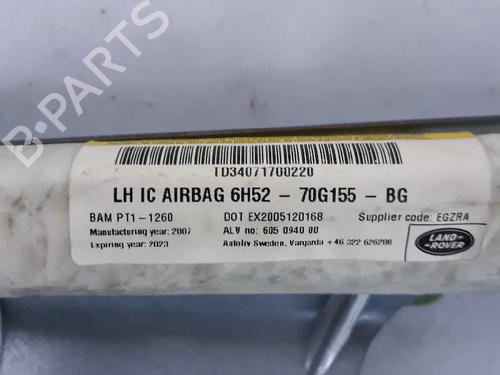 B-PARTS
TD34071700220
LH IC AIRBAG 6H52 - 70G155 - BG
BAM PT1-1260 DOT EX2005120168 Supplier code: EGZRA
Manufacturing year: 2007 ALV no: 605 0940 00
Expiring year: 2023 Autoliv Sweden, Vargarda +46 322 626200
LAND-
ROVER